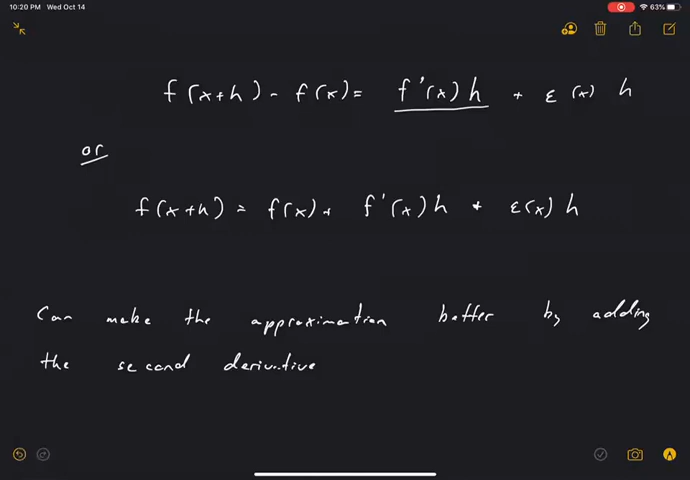 10:20 PM Wed Oct 14 63%
f(x+h) - f(x) = f'(x) h + ε(x) h
or
f(x+h) = f(x) + f'(x) h + ε(x) h
Can make the approximation better by adding
the second derivative